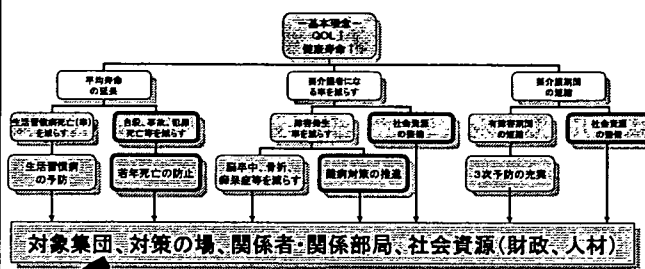 ー基本理念ー
QOL↑
健康寿命↑
平均寿命
の延長
要介護者にな
る率を減らす
要介護期間
の短縮
生活習慣病死亡(率)
を減らす
自殺、事故、犯罪
死亡等を減らす
障害発生
率を減らす
社会資源
の整備
有障害期間
の短縮
社会資源
の整備
生活習慣病
の予防
若年死亡の防止
脳卒中、骨折、
痴呆症等を減らす
難病対策の推進
3次予防の充実
対象集団、対策の場、関係者・関係部局、社会資源(財政、人材)